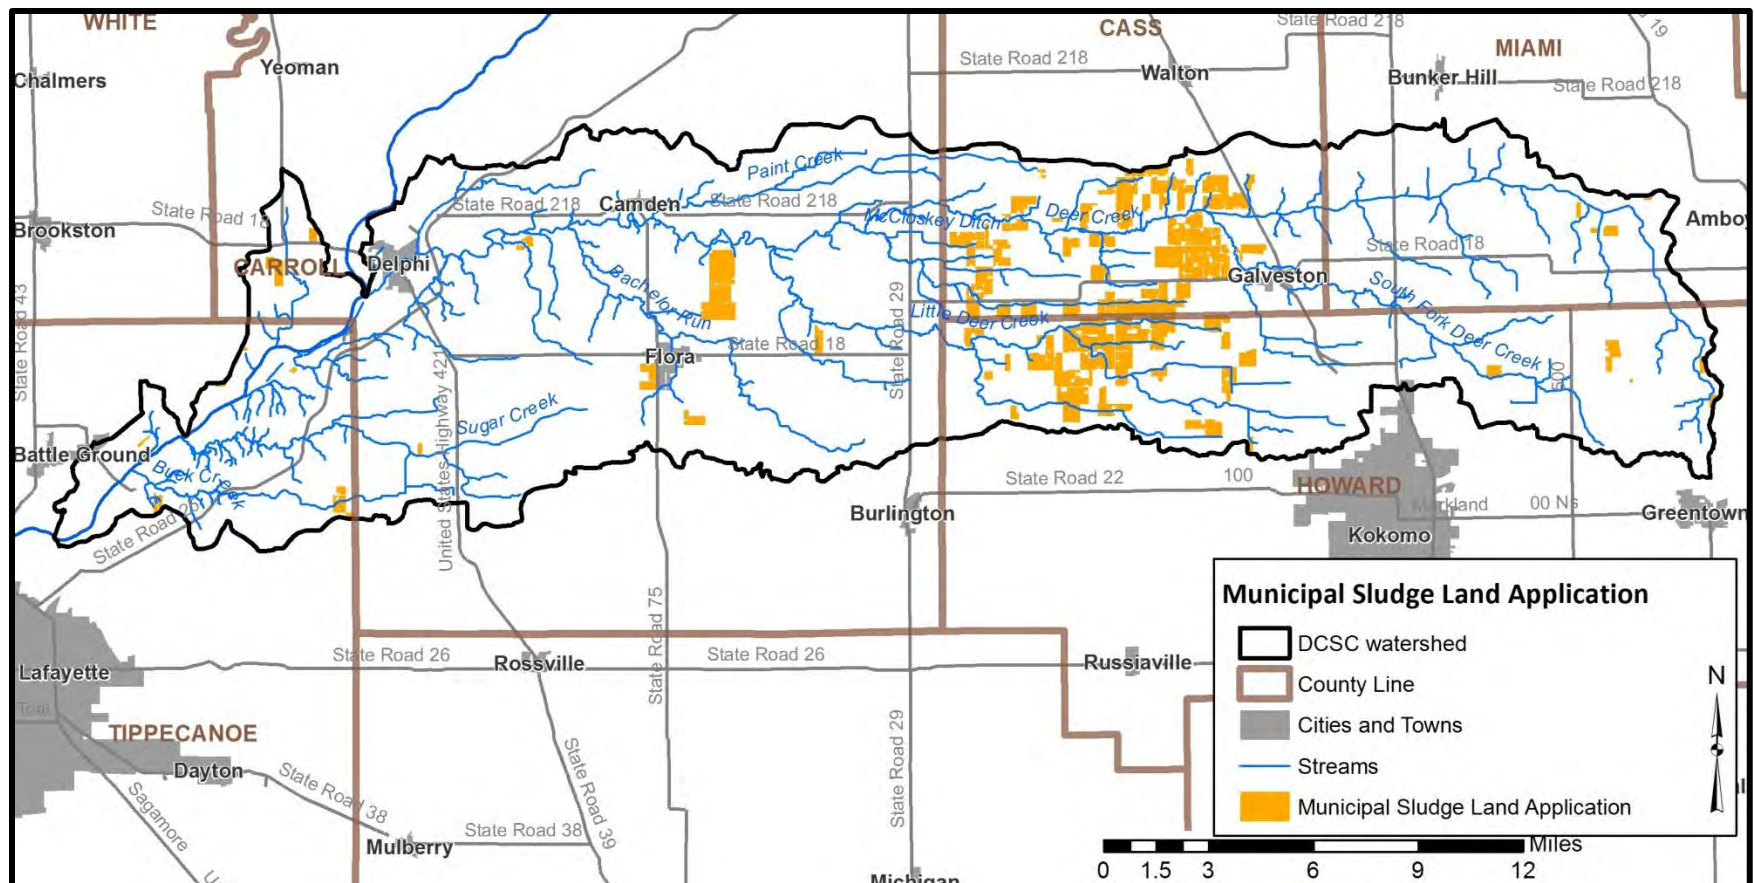 WHITE
CASS
State Road 218
19
MIAMI
Yeoman
State Road 218
Walton
Bunker Hill
State Road 218
Chalmers
Paint Creek
State Road 18
State Road 218
Camden
State Road 218
McCloskey Ditch
Deer Creek
Amboy
Brookston
State Road 18
CARROLL
Delphi
Galveston
Bachelor Run
South Fork Deer Creek
State Road 43
State Road 29
Little Deer Creek
State Road 18
Flora
500
United States Highway 421
Sugar Creek
Battle Ground
Buck Creek
State Road 22
100
HOWARD
State Road 25
Burlington
Markland
00 Ns
Greentown
Kokomo
State Road 75
State Road 26
Rossville
State Road 26
Russiaville
Lafayette
Teal
TIPPECANOE
Dayton
State Road 38
Sagamore
State Road 39
State Road 29
State Road 38
Mulberry
Michigan
Municipal Sludge Land Application
DCSC watershed
County Line
Cities and Towns
Streams
Municipal Sludge Land Application
N
Miles
0 1.5 3 6 9 12